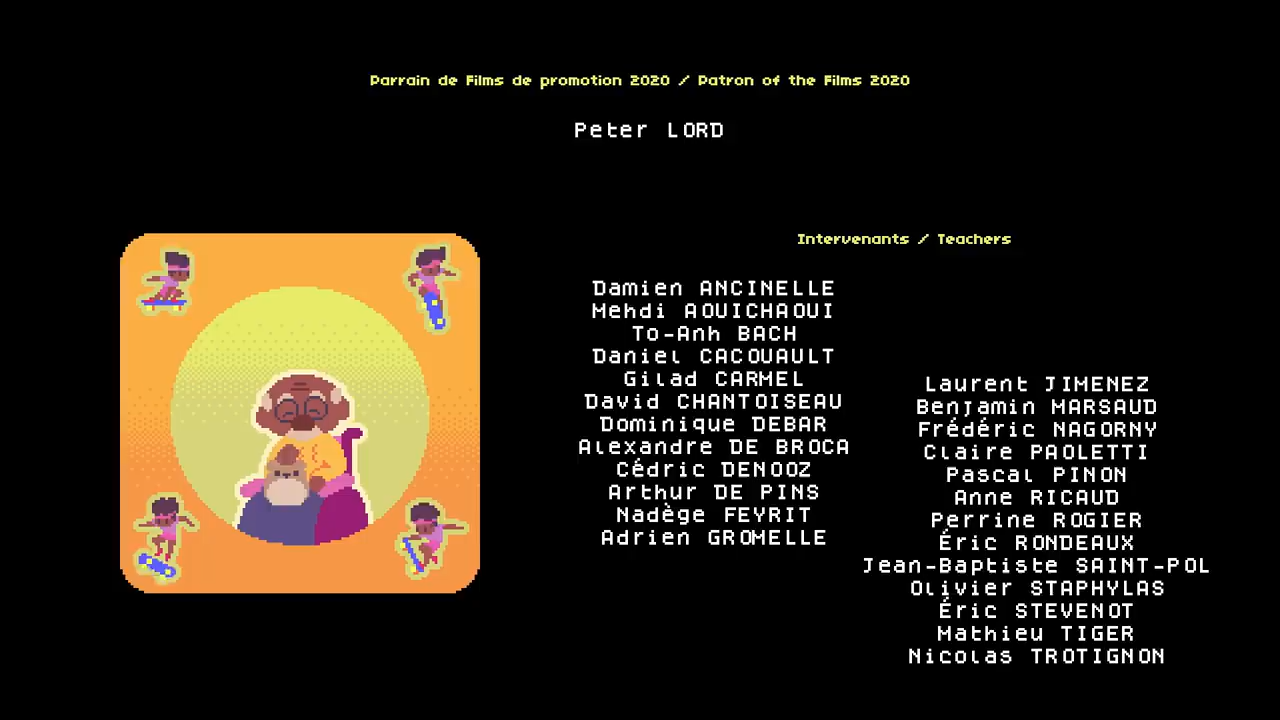 Parrain de Films de promotion 2020 / Patron of the Films 2020
Peter LORD
Intervenants / Teachers
Damien ANCINELLE
Mehdi AOUICHAOUI
To-Anh BACH
Daniel CACOUAULT
Gilad CARMEL
David CHANTOISEAU
Dominique DEBAR
Alexandre DE BROCA
Cédric DENOOZ
Arthur DE PINS
Nadège FEYRIT
Adrien GROMELLE
Laurent JIMENEZ
Benjamin MARSAUD
Frédéric NAGORNY
Claire PAOLETTI
Pascal PINON
Anne RICAUD
Perrine ROGIER
Éric RONDEAUX
Jean-Baptiste SAINT-POL
Olivier STAPHYLAS
Éric STEVENOT
Mathieu TIGER
Nicolas TROTIGNON